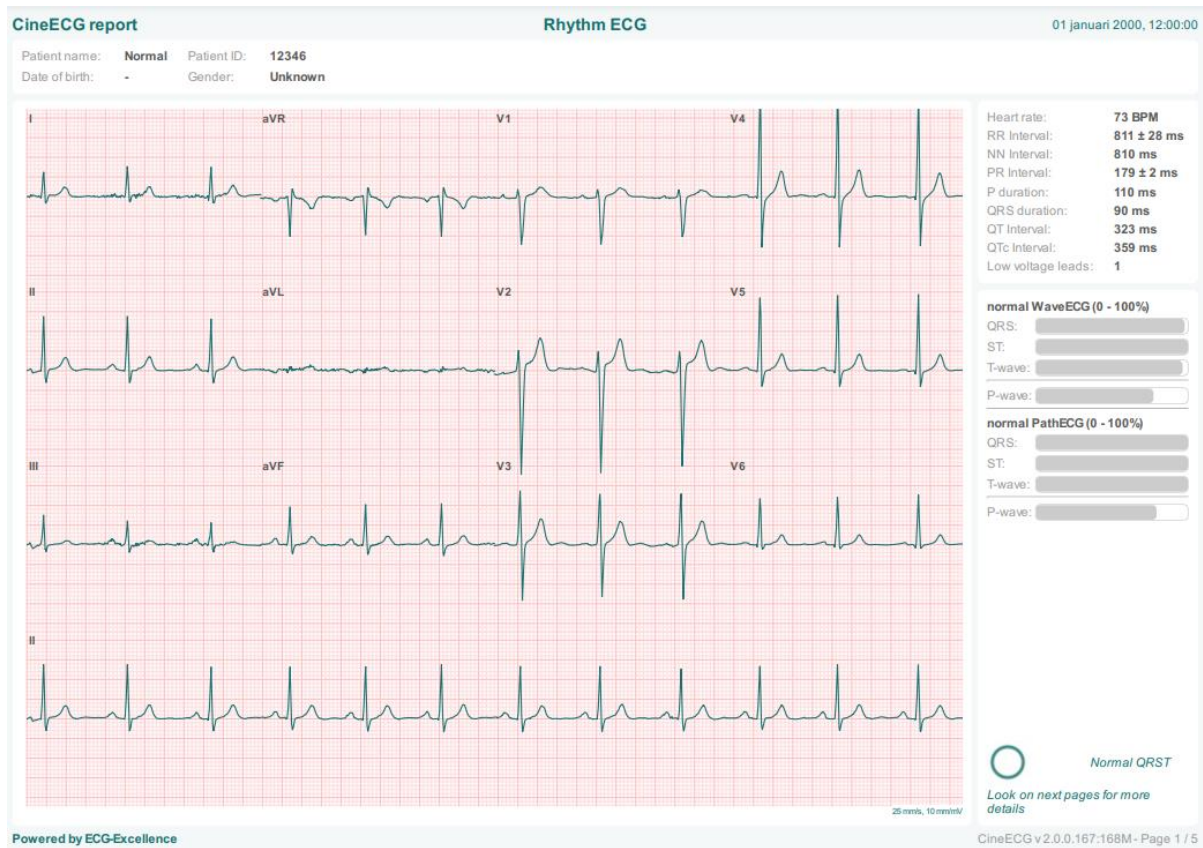 CineECG report
Rhythm ECG
01 januari 2000, 12:00:00
Patient name: Normal Patient ID: 12346
Date of birth: - Gender: Unknown
I aVR V1 V4
II aVL V2 V5
III aVF V3 V6
II
25 mm/s, 10 mm/mV
Heart rate: 73 BPM
RR Interval: 811 ± 28 ms
NN Interval: 810 ms
PR Interval: 179 ± 2 ms
P duration: 110 ms
QRS duration: 90 ms
QT Interval: 323 ms
QTc Interval: 359 ms
Low voltage leads: 1
normal WaveECG (0 - 100%)
QRS:
ST:
T-wave:
P-wave:
normal PathECG (0 - 100%)
QRS:
ST:
T-wave:
P-wave:
Normal QRST
Look on next pages for more
details
Powered by ECG-Excellence
CineECG v 2.0.0.167:168M - Page 1 / 5